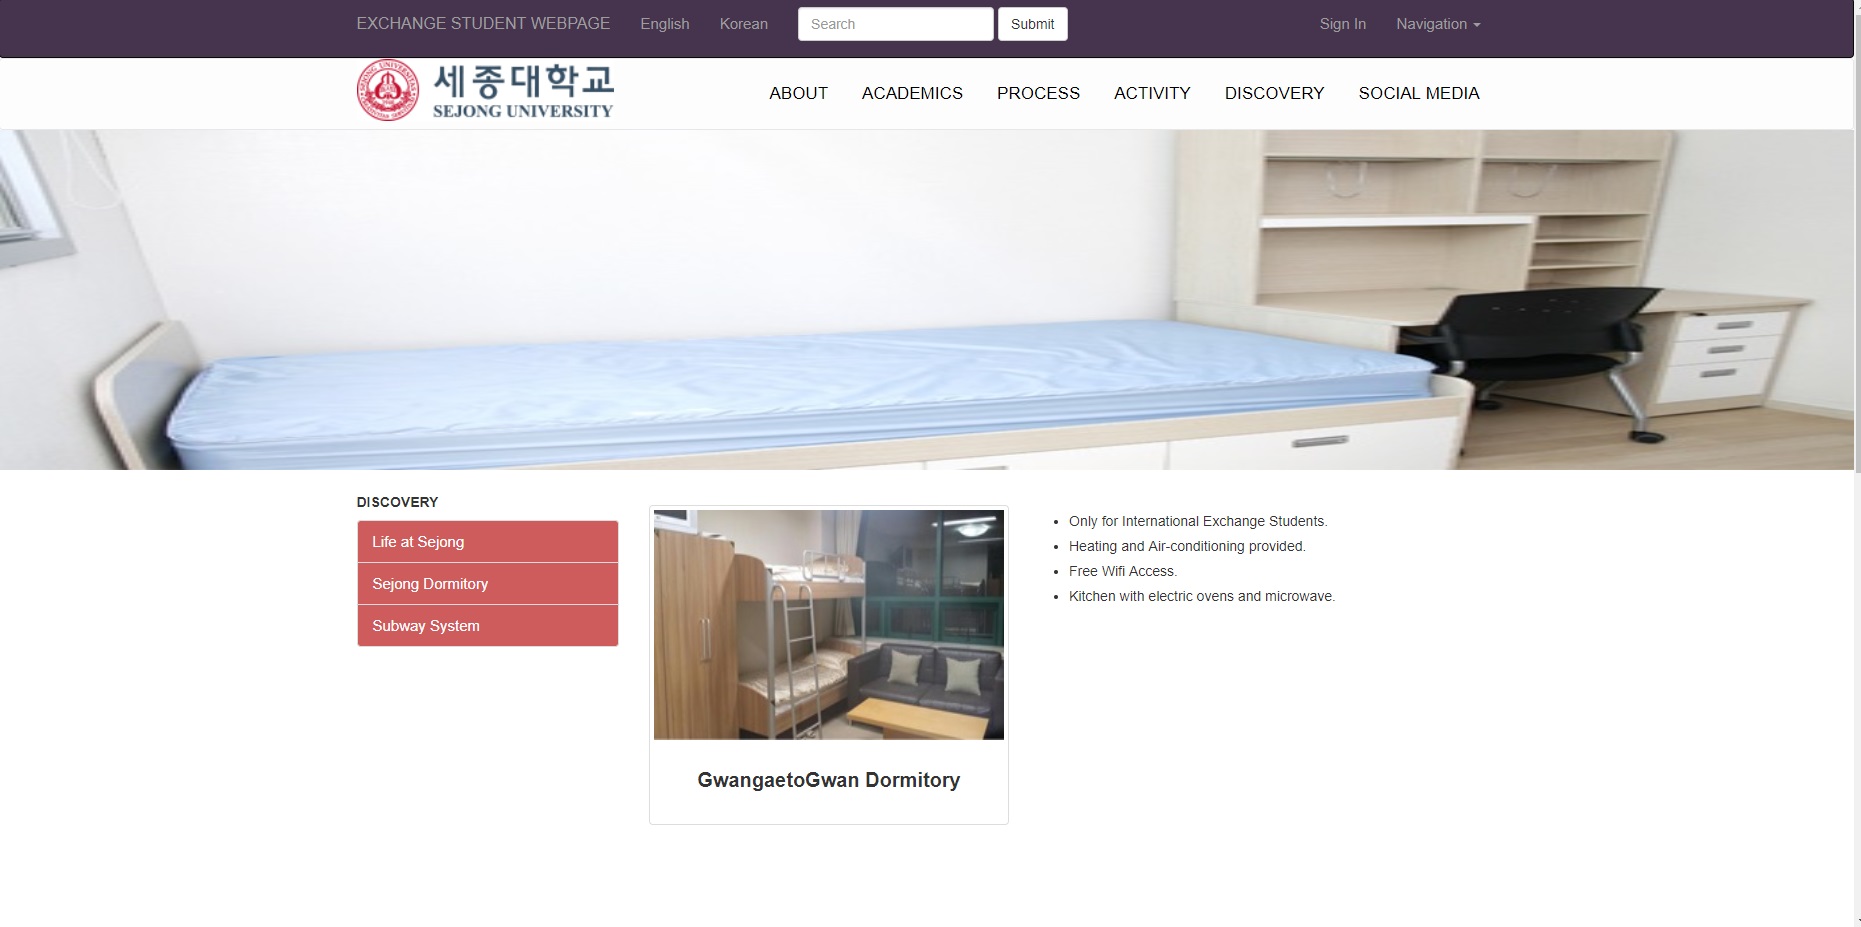 EXCHANGE STUDENT WEBPAGE English Korean Search Submit Sign In Navigation
세종대학교
SEJONG UNIVERSITY
ABOUT ACADEMICS PROCESS ACTIVITY DISCOVERY SOCIAL MEDIA
DISCOVERY
Life at Sejong
Sejong Dormitory
Subway System
GwangaetoGwan Dormitory
Only for International Exchange Students.
Heating and Air-conditioning provided.
Free Wifi Access.
Kitchen with electric ovens and microwave.